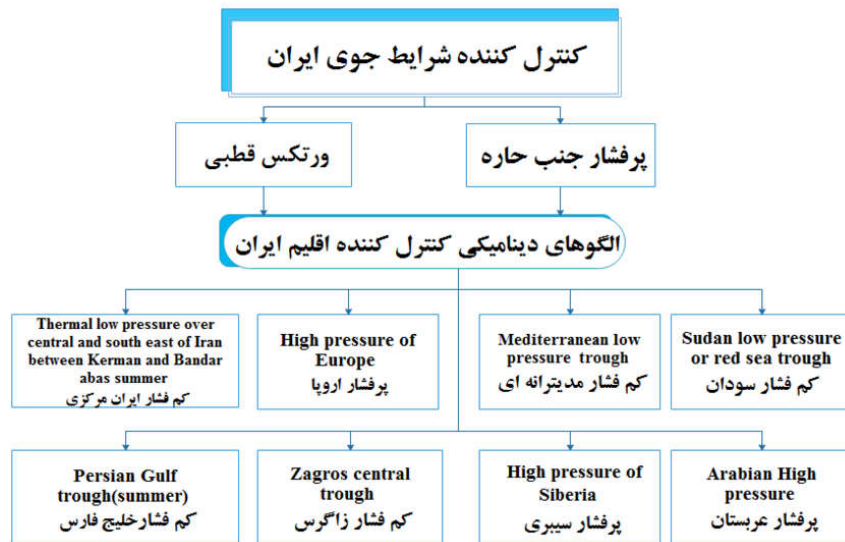 کنترل کننده شرایط جوی ایران
پرفشار جنب حاره
ورتکس قطبی
الگوهای دینامیکی کنترل کننده اقلیم ایران
Thermal low pressure over
central and south east of Iran
between Kerman and Bandar
abas summer
کم فشار ایران مرکزی
High pressure of
Europe
پرفشار اروپا
Mediterranean low
pressure trough
کم فشار مدیترانه ای
Sudan low pressure
or red sea trough
کم فشار سودان
Persian Gulf
trough(summer)
کم فشارخلیج فارس
Zagros central
trough
کم فشار زاگرس
High pressure of
Siberia
پرفشار سیبری
Arabian High
pressure
پرفشار عربستان